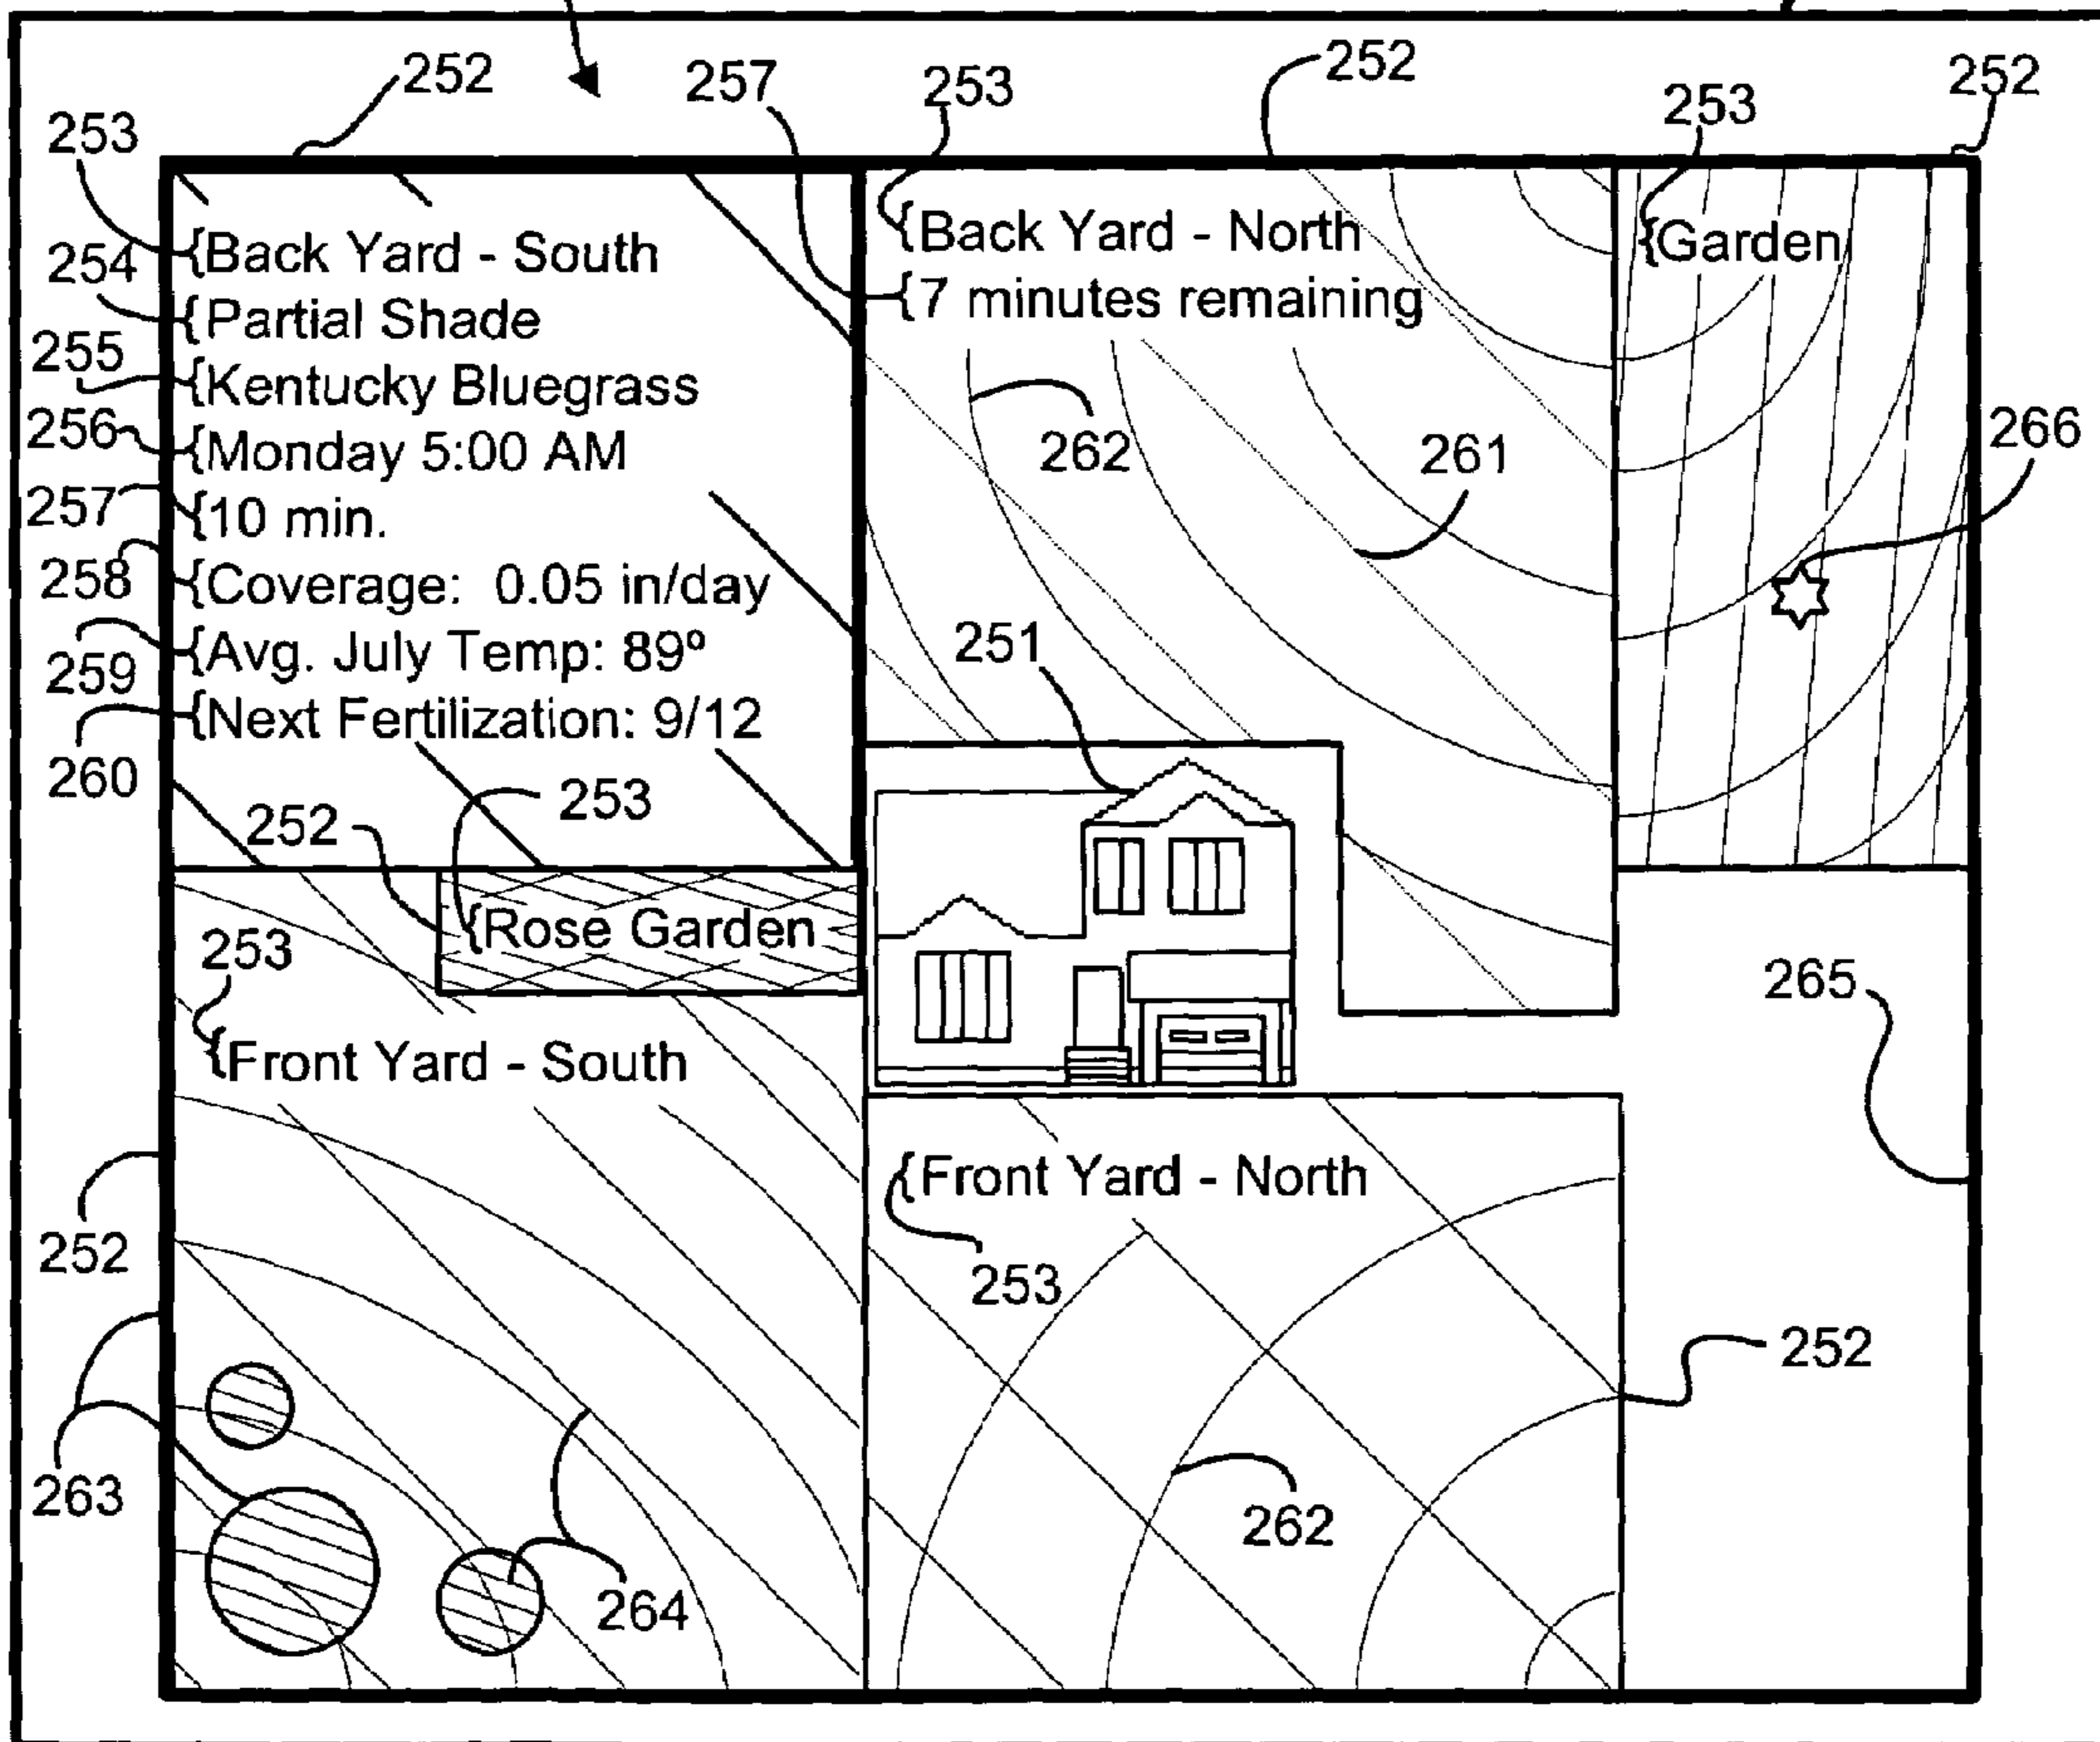 252
257
253
252
253
252
253
{Back Yard - South
254
{Partial Shade
255
{Kentucky Bluegrass
256
{Monday 5:00 AM
257
{10 min.
258
{Coverage: 0.05 in/day
259
{Avg. July Temp: 89º
260
{Next Fertilization: 9/12
{Back Yard - North
{7 minutes remaining
{Garden
262
261
266
251
252
253
{Rose Garden
253
{Front Yard - South
265
{Front Yard - North
253
252
252
263
264
262